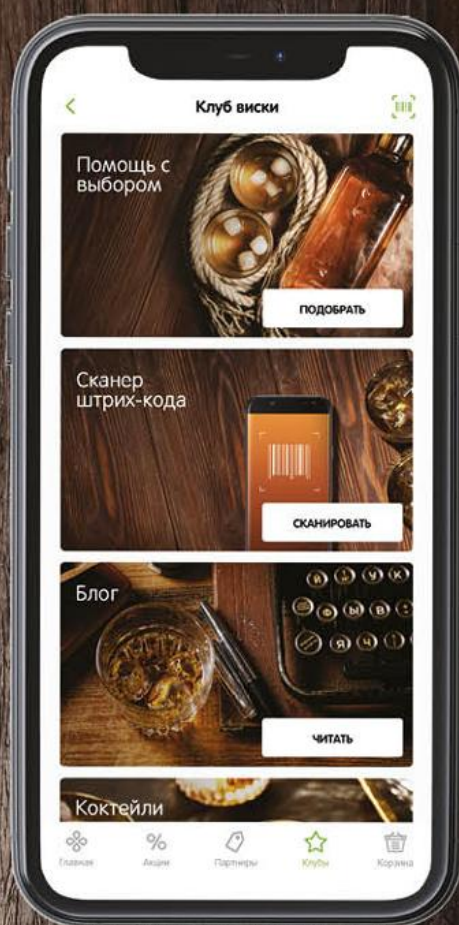 Клуб виски
Помощь с
выбором
ПОДОБРАТЬ
Сканер
штрих-кода
СКАНИРОВАТЬ
Блог
й у к
ф ы в
я ч
ЧИТАТЬ
Коктейли
Главная Акции Партнеры Клубы Корзина